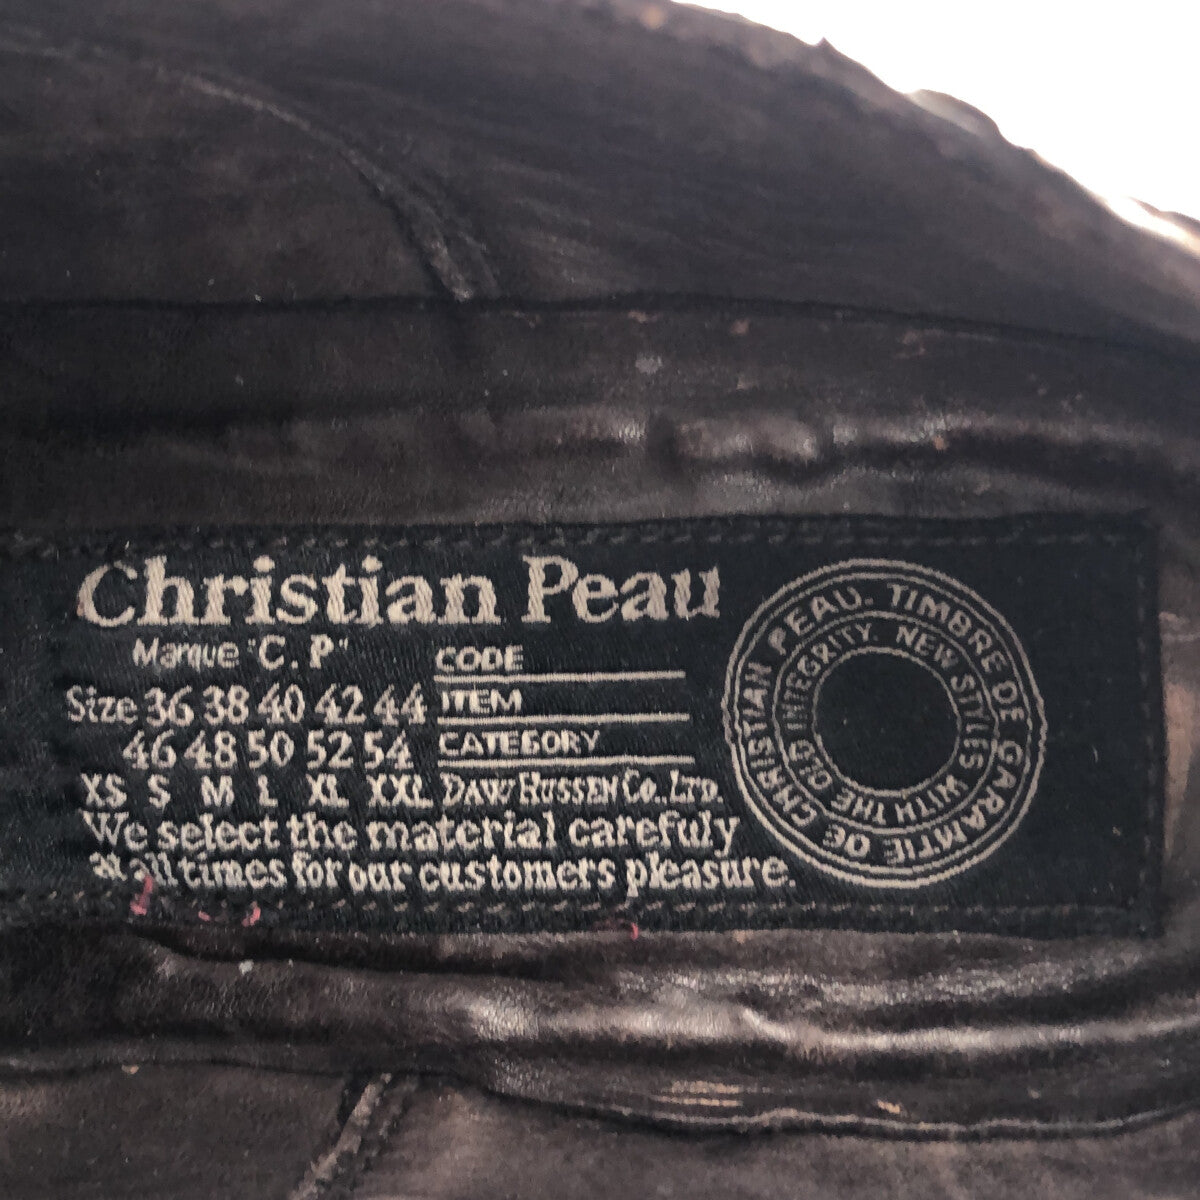 Christian Peau
Marque "C.P"
Size 36 38 40 42 44
46 48 50 52 54
XS S M L XL XXL
CODE
ITEM
CATEGORY
DAW HUSSEN CO., LTD.
We select the material carefuly
at all times for our customers pleasure.
TIMBRE DE GARAMTIE DE CHRISTIAN PEAU.
NEW STYLES WITH THE OLD INTEGRITY.